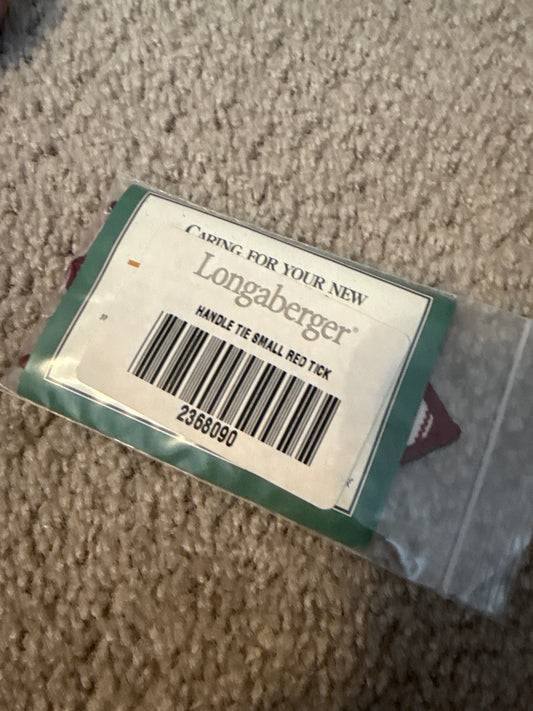 CARING FOR YOUR NEW
Longaberger®
HANDLE TIE SMALL RED TICK
2368090